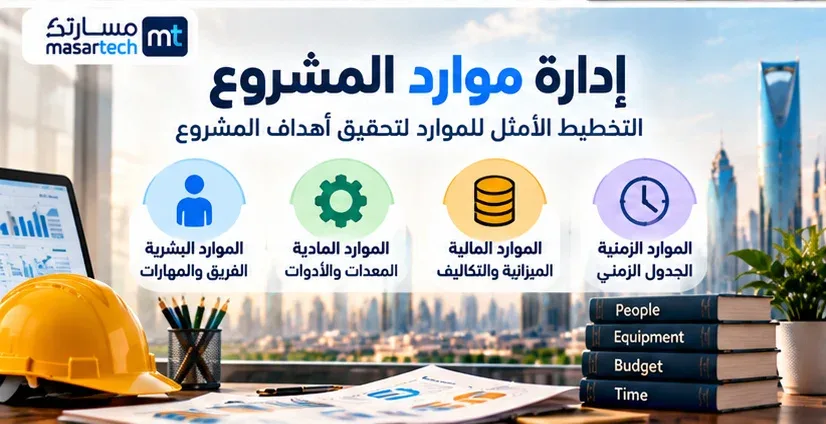 مسارتك
masartech
mt
إدارة موارد المشروع
التخطيط الأمثل للموارد لتحقيق أهداف المشروع
الموارد الزمنية
الجدول الزمني
الموارد المالية
الميزانية والتكاليف
الموارد المادية
المعدات والأدوات
الموارد البشرية
الفريق والمهارات
People
Equipment
Budget
Time